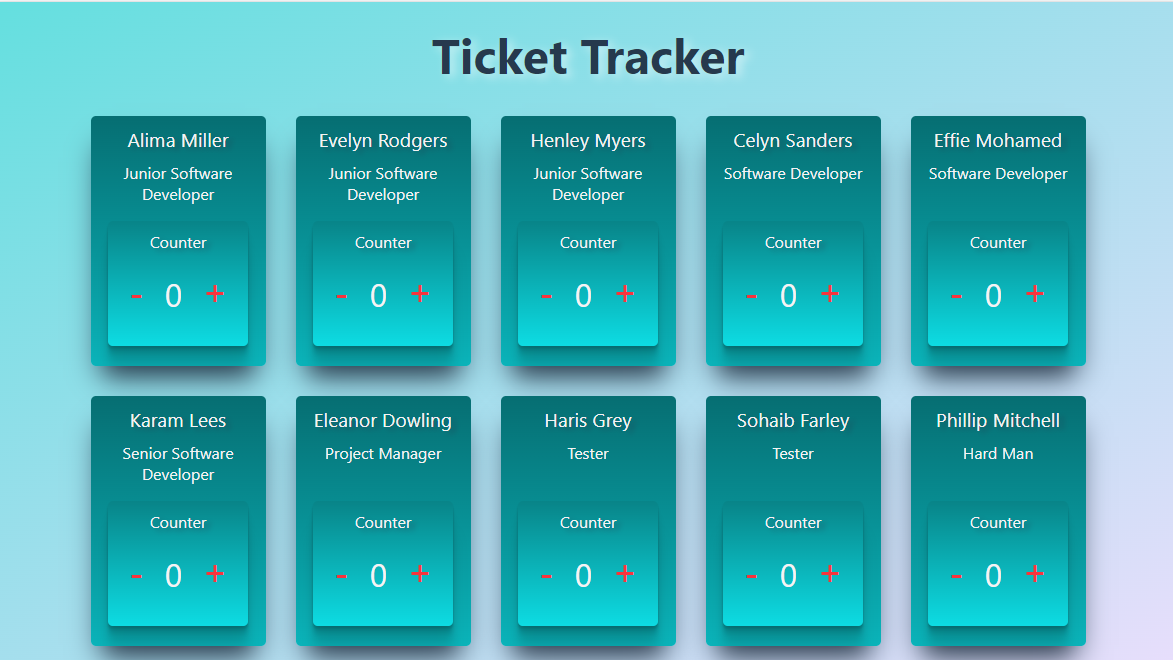 Ticket Tracker
Alima Miller
Junior Software
Developer
Counter
- 0 +
Evelyn Rodgers
Junior Software
Developer
Counter
- 0 +
Henley Myers
Junior Software
Developer
Counter
- 0 +
Celyn Sanders
Software Developer
Counter
- 0 +
Effie Mohamed
Software Developer
Counter
- 0 +
Karam Lees
Senior Software
Developer
Counter
- 0 +
Eleanor Dowling
Project Manager
Counter
- 0 +
Haris Grey
Tester
Counter
- 0 +
Sohaib Farley
Tester
Counter
- 0 +
Phillip Mitchell
Hard Man
Counter
- 0 +